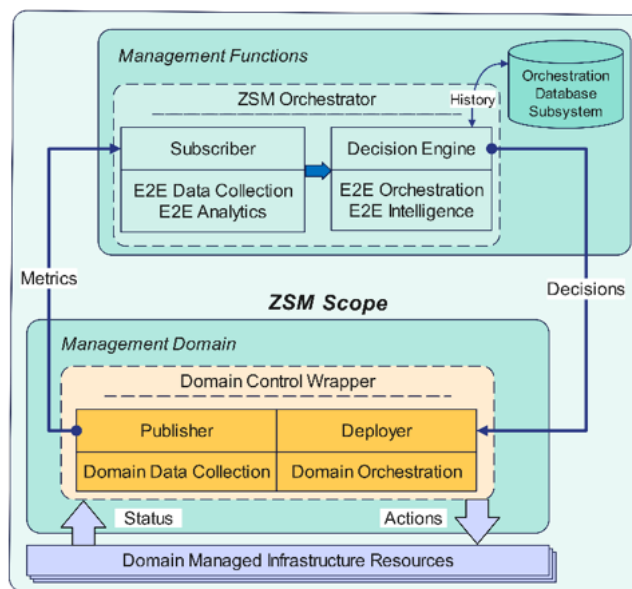 Management Functions
Orchestration
Database
Subsystem
ZSM Orchestrator
History
Subscriber
Decision Engine
E2E Data Collection
E2E Analytics
E2E Orchestration
E2E Intelligence
Metrics
Decisions
ZSM Scope
Management Domain
Domain Control Wrapper
Publisher
Deployer
Domain Data Collection
Domain Orchestration
Status
Actions
Domain Managed Infrastructure Resources